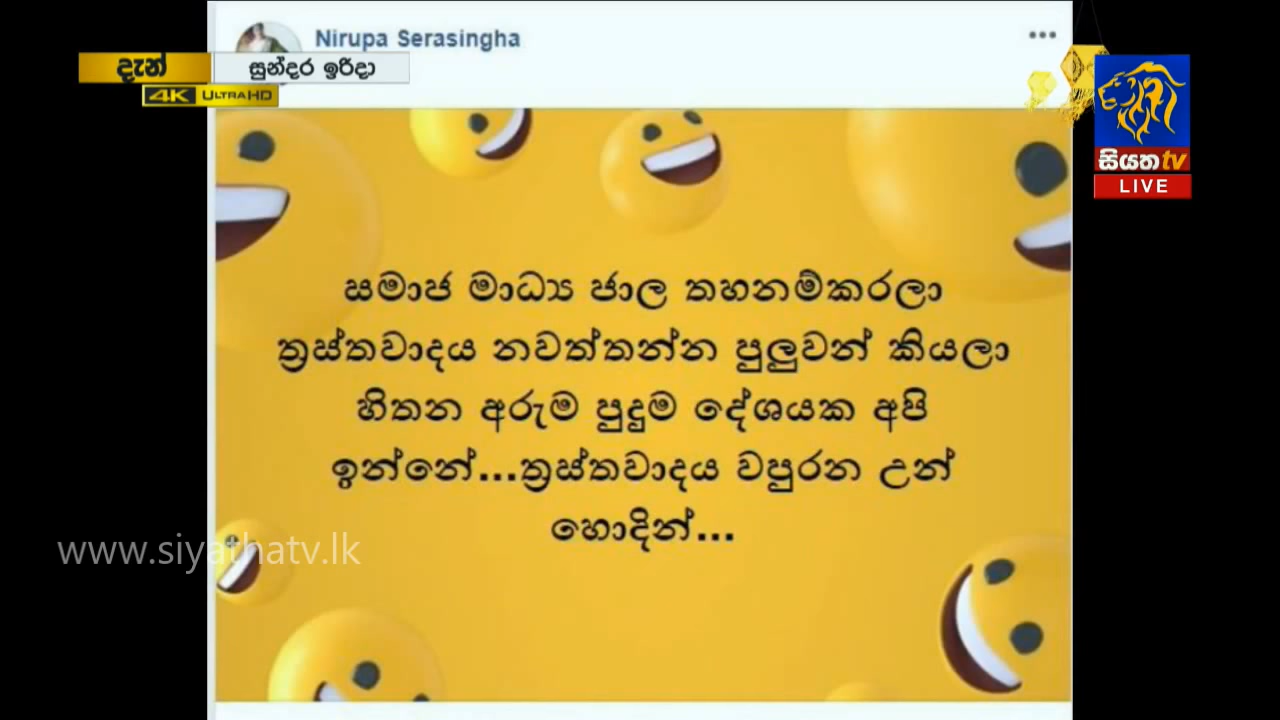 Nirupa Serasingha
දැන්
සුන්දර ඉරිදා
4K ULTRA HD
සියත tv
LIVE
සමාජ මාධ්‍ය ජාල තහනම්කරලා
ත්‍රස්තවාදය නවත්තන්න පුලුවන් කියලා
හිතන අරුම පුදුම දේශයක අපි
ඉන්නේ...ත්‍රස්තවාදය වපුරන උන්
හොදින්...
www.siyathatv.lk